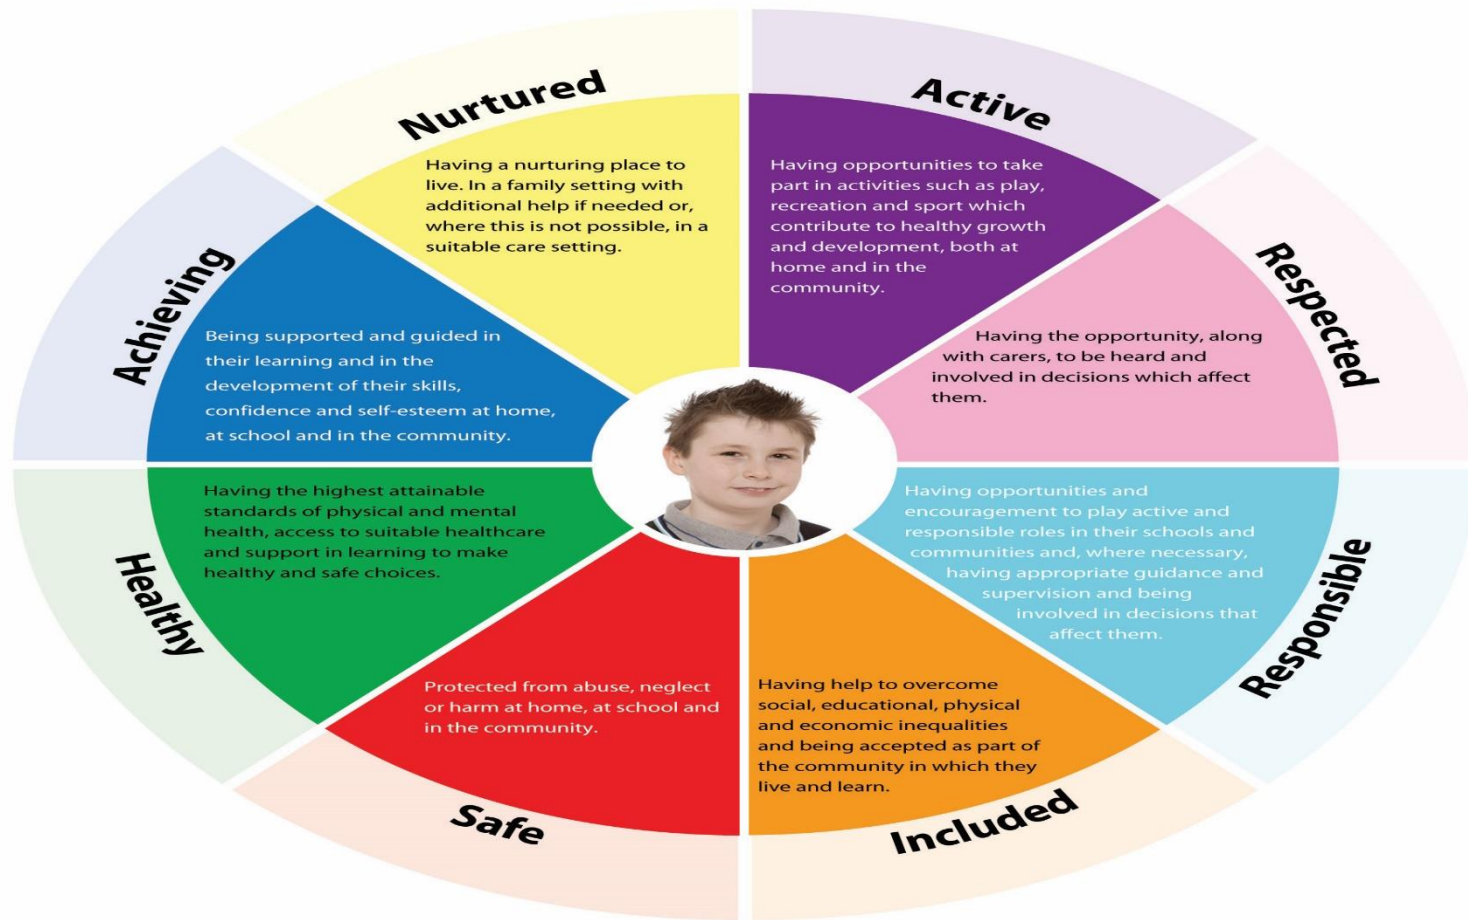 Nurtured
Having a nurturing place to
live. In a family setting with
additional help if needed or,
where this is not possible, in a
suitable care setting.
Active
Having opportunities to take
part in activities such as play,
recreation and sport which
contribute to healthy growth
and development, both at
home and in the
community.
Respected
Having the opportunity, along
with carers, to be heard and
involved in decisions which affect
them.
Responsible
Having opportunities and
encouragement to play active and
responsible roles in their schools and
communities and, where necessary,
having appropriate guidance and
supervision and being
involved in decisions that
affect them.
Included
Having help to overcome
social, educational, physical
and economic inequalities
and being accepted as part of
the community in which they
live and learn.
Safe
Protected from abuse, neglect
or harm at home, at school and
in the community.
Healthy
Having the highest attainable
standards of physical and mental
health, access to suitable healthcare
and support in learning to make
healthy and safe choices.
Achieving
Being supported and guided in
their learning and in the
development of their skills,
confidence and self-esteem at home,
at school and in the community.